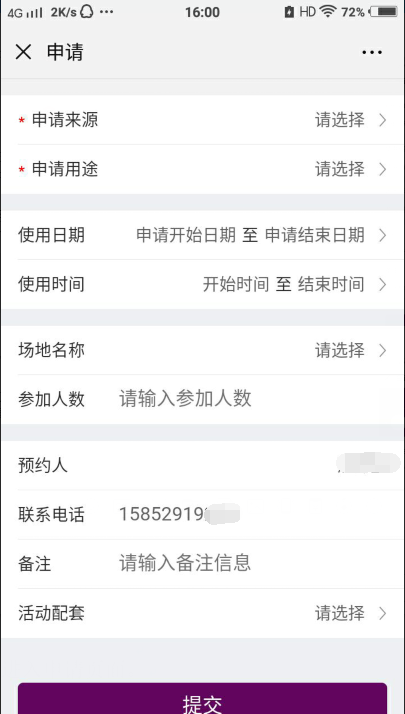 4G 2K/s ... 16:00 HD 72%
申请
* 申请来源 请选择
* 申请用途 请选择
使用日期 申请开始日期 至 申请结束日期
使用时间 开始时间 至 结束时间
场地名称 请选择
参加人数 请输入参加人数
预约人
联系电话 15852919
备注 请输入备注信息
活动配套 请选择
提交